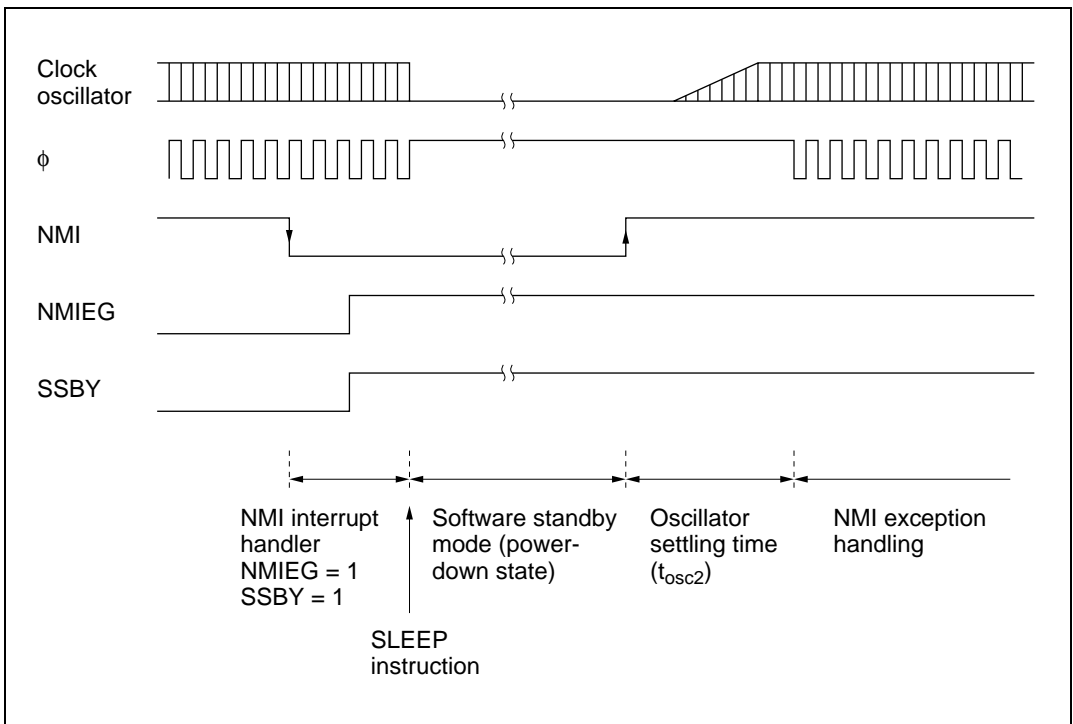 Clock
oscillator
ϕ
NMI
NMIEG
SSBY
NMI interrupt
handler
NMIEG = 1
SSBY = 1
SLEEP
instruction
Software standby
mode (power-
down state)
Oscillator
settling time
(tosc2)
NMI exception
handling